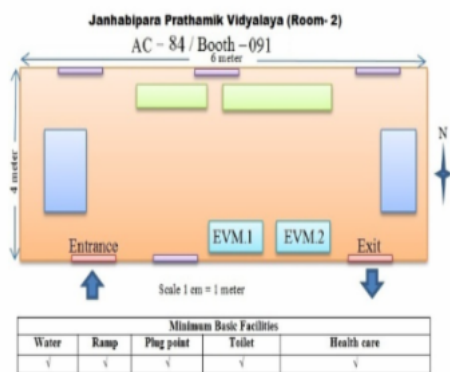 Janhabipara Prathamik Vidyalaya (Room- 2)
AC – 84 / Booth –091
6 meter
4 meter
N
EVM.1 EVM.2
Entrance Exit
Scale 1 cm = 1 meter
Minimum Basic Facilities
Water Ramp Plug point Toilet Health care
√ √ √ √ √